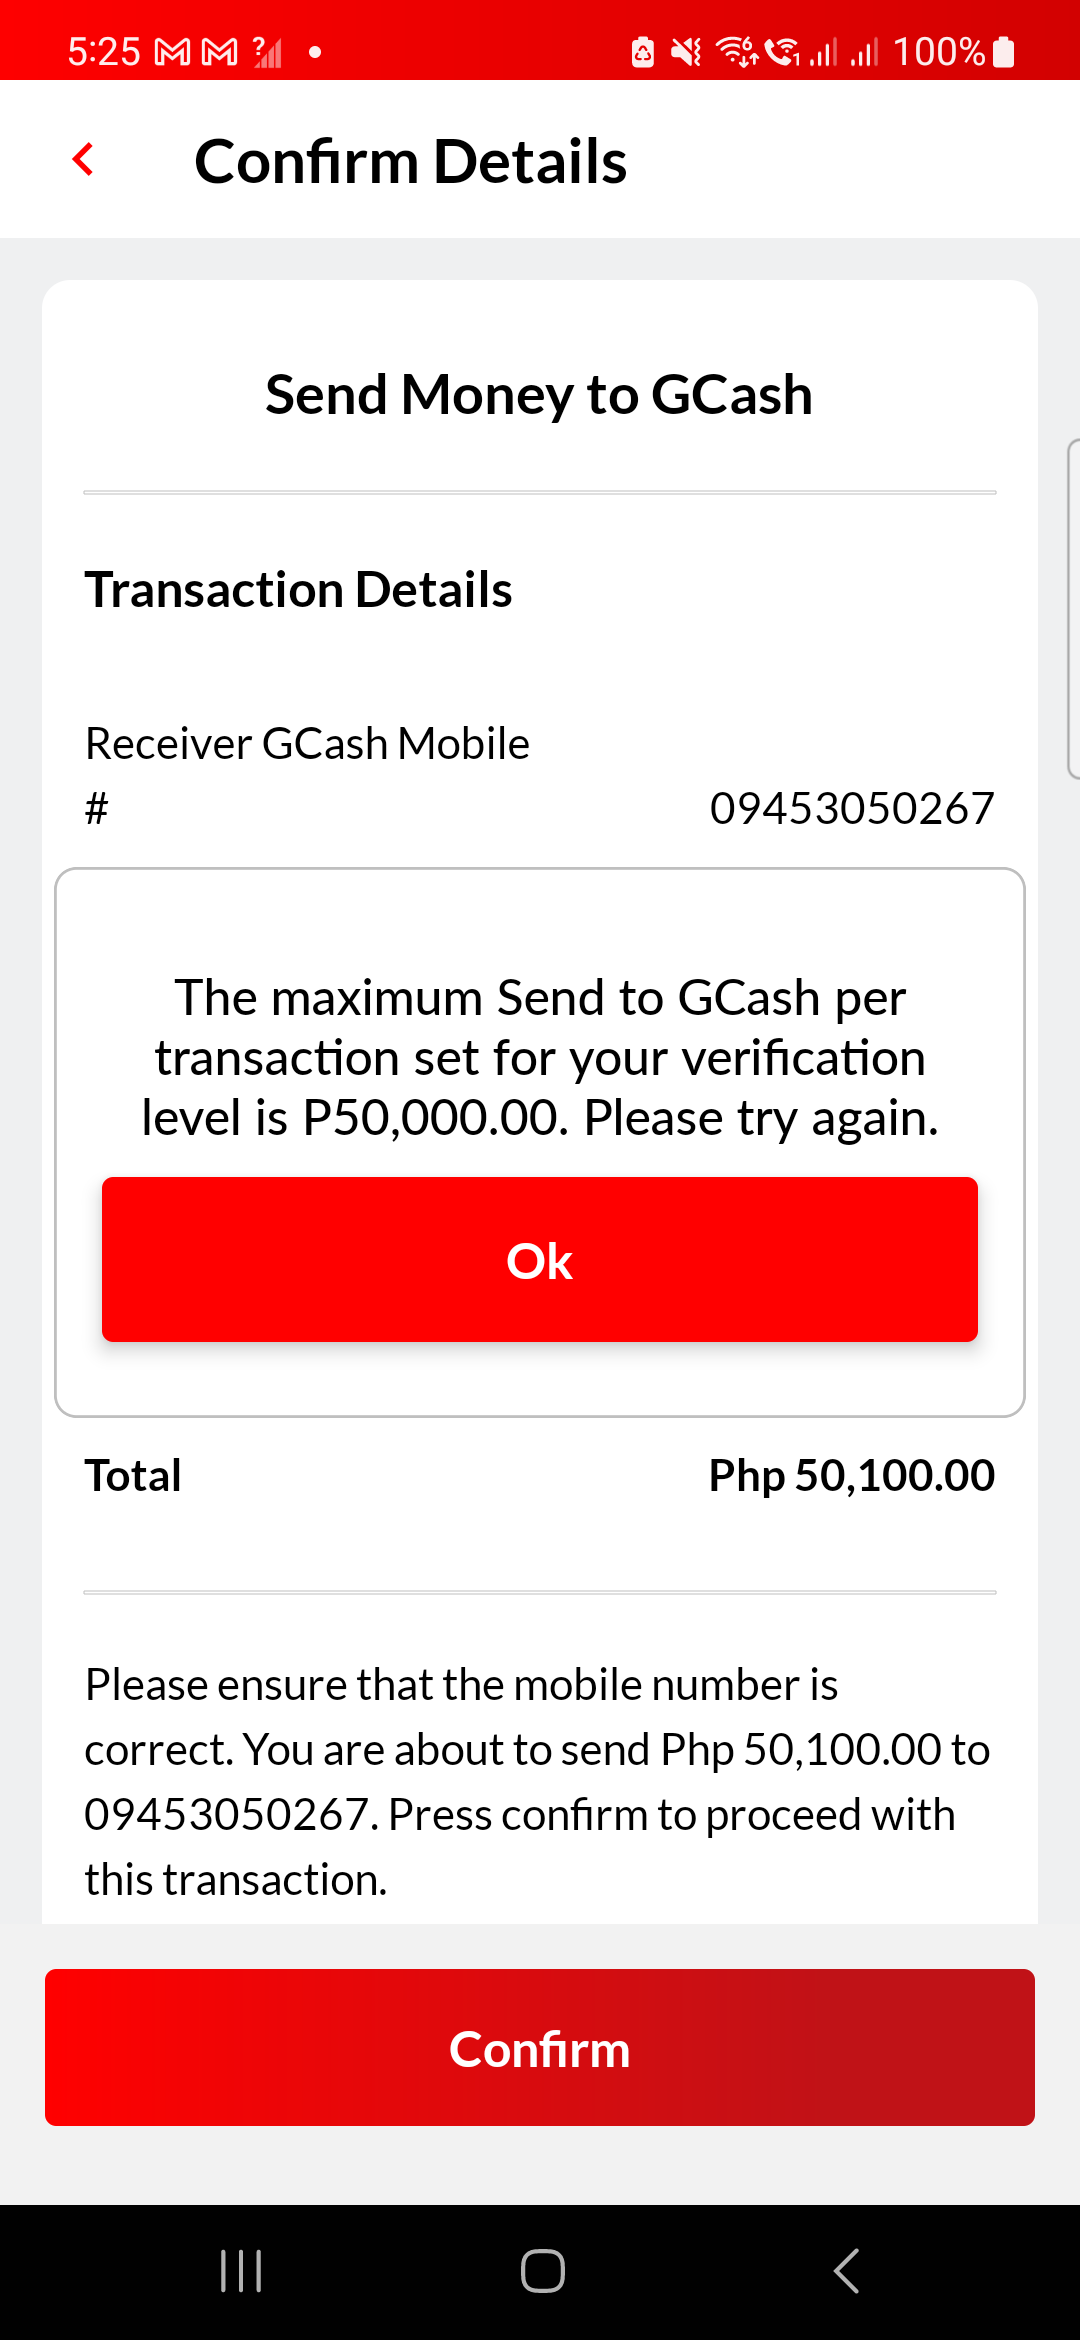 5:25 ? 6 1 100%
Confirm Details
Send Money to GCash
Transaction Details
Receiver GCash Mobile
# 09453050267
The maximum Send to GCash per
transaction set for your verification
level is P50,000.00. Please try again.
Ok
Total Php 50,100.00
Please ensure that the mobile number is
correct. You are about to send Php 50,100.00 to
09453050267. Press confirm to proceed with
this transaction.
Confirm